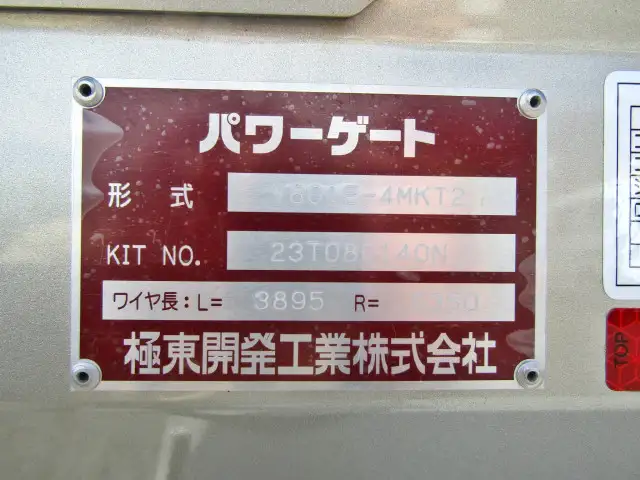 パワーゲート
形式
KIT NO.
ワイヤ長:L= 3895 R=
極東開発工業株式会社
TOP